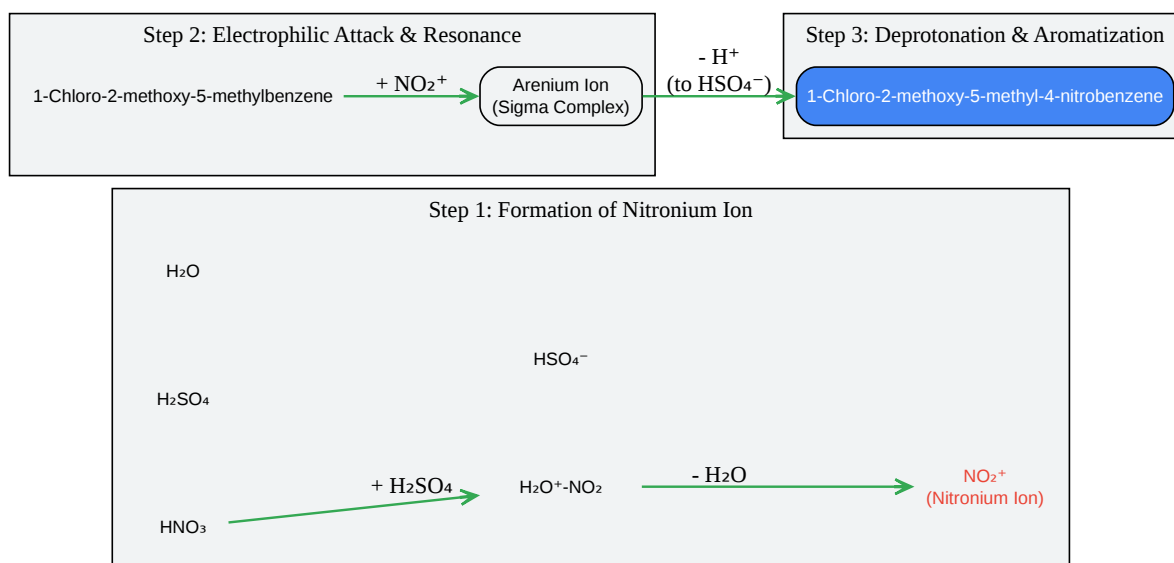 Step 2: Electrophilic Attack & Resonance
1-Chloro-2-methoxy-5-methylbenzene
+ NO₂⁺
Arenium Ion
(Sigma Complex)
- H⁺
(to HSO₄⁻)
Step 3: Deprotonation & Aromatization
1-Chloro-2-methoxy-5-methyl-4-nitrobenzene
Step 1: Formation of Nitronium Ion
H₂O
HSO₄⁻
H₂SO₄
HNO₃
+ H₂SO₄
H₂O⁺-NO₂
- H₂O
NO₂⁺
(Nitronium Ion)